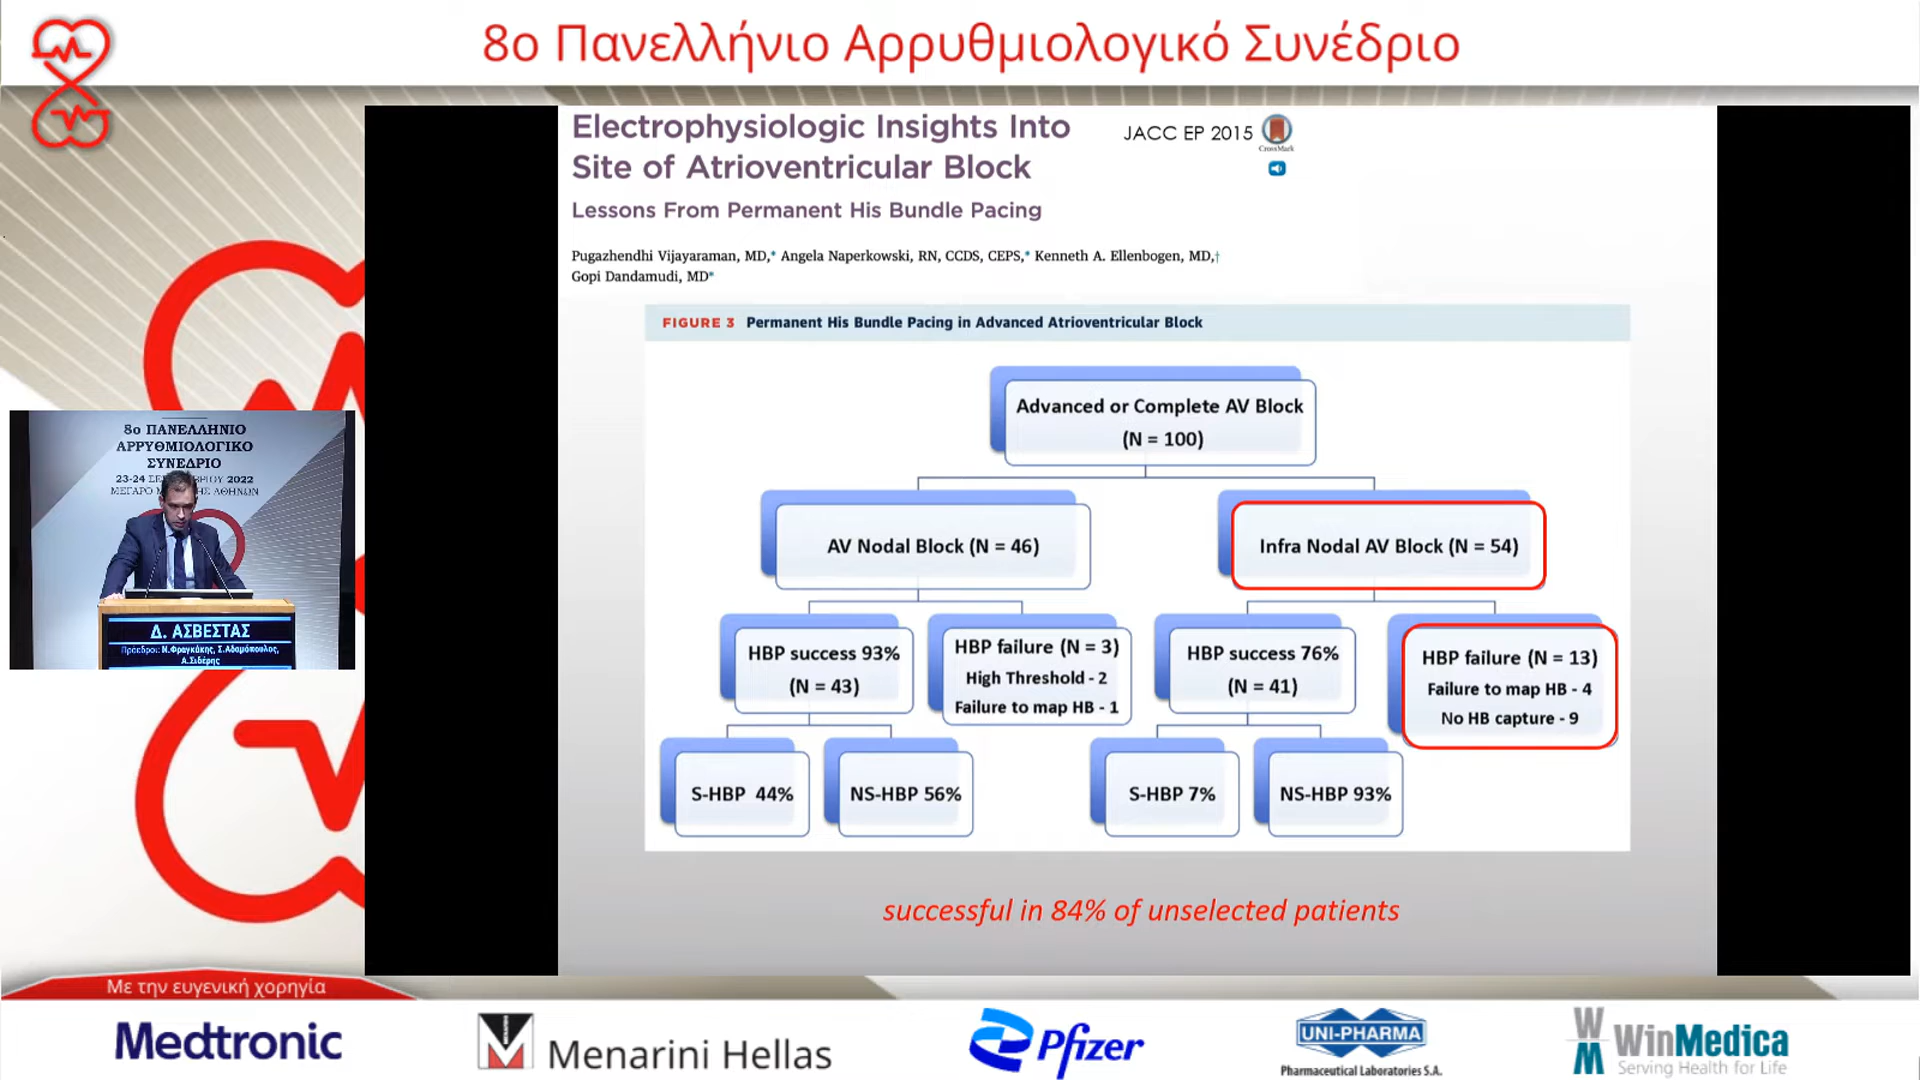 8ο Πανελλήνιο Αρρυθμιολογικό Συνέδριο
Electrophysiologic Insights Into
Site of Atrioventricular Block
JACC EP 2015
CrossMark
Lessons From Permanent His Bundle Pacing
Pugazhendhi Vijayaraman, MD,* Angela Naperkowski, RN, CCDS, CEPS,* Kenneth A. Ellenbogen, MD,†
Gopi Dandamudi, MD*
FIGURE 3 Permanent His Bundle Pacing in Advanced Atrioventricular Block
Advanced or Complete AV Block
(N = 100)
AV Nodal Block (N = 46)
Infra Nodal AV Block (N = 54)
HBP success 93%
(N = 43)
HBP failure (N = 3)
High Threshold - 2
Failure to map HB - 1
HBP success 76%
(N = 41)
HBP failure (N = 13)
Failure to map HB - 4
No HB capture - 9
S-HBP 44%
NS-HBP 56%
S-HBP 7%
NS-HBP 93%
successful in 84% of unselected patients
8ο ΠΑΝΕΛΛΗΝΙΟ
ΑΡΡΥΘΜΙΟΛΟΓΙΚΟ
ΣΥΝΕΔΡΙΟ
23-24 2022
ΑΘΗΝΩΝ
Δ. ΑΣΒΕΣΤΑΣ
Πρόεδροι: Ν.Φραγκάκης, Σ.Αδαμόπουλος,
Α.Σιδέρης
Με την ευγενική χορηγία
Medtronic
Menarini Hellas
Pfizer
UNI-PHARMA
Pharmaceutical Laboratories S.A.
WM
WinMedica
Serving Health for Life